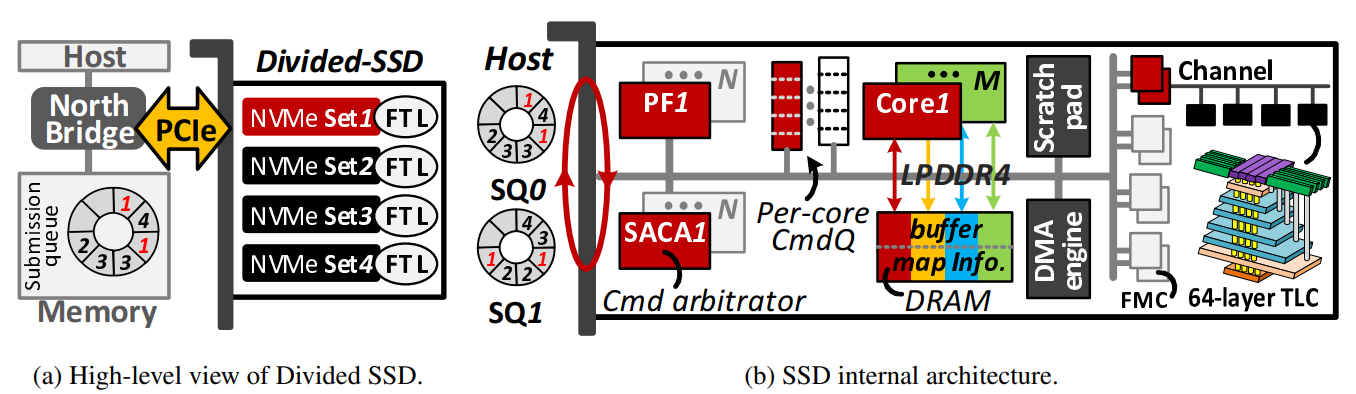 Host
North
Bridge
PCIe
Submission
queue
1
4
1
3
3
2
Memory
Divided-SSD
NVMe Set1 FTL
NVMe Set2 FTL
NVMe Set3 FTL
NVMe Set4 FTL
(a) High-level view of Divided SSD.
Host
1
4
1
3
3
2
SQ0
4
3
1
2
2
1
1
SQ1
PF1
N
SACA1
N
Cmd arbitrator
Per-core
CmdQ
Core1
M
LPDDR4
buffer
map Info.
DRAM
Scratch
pad
DMA
engine
Channel
FMC
64-layer TLC
(b) SSD internal architecture.